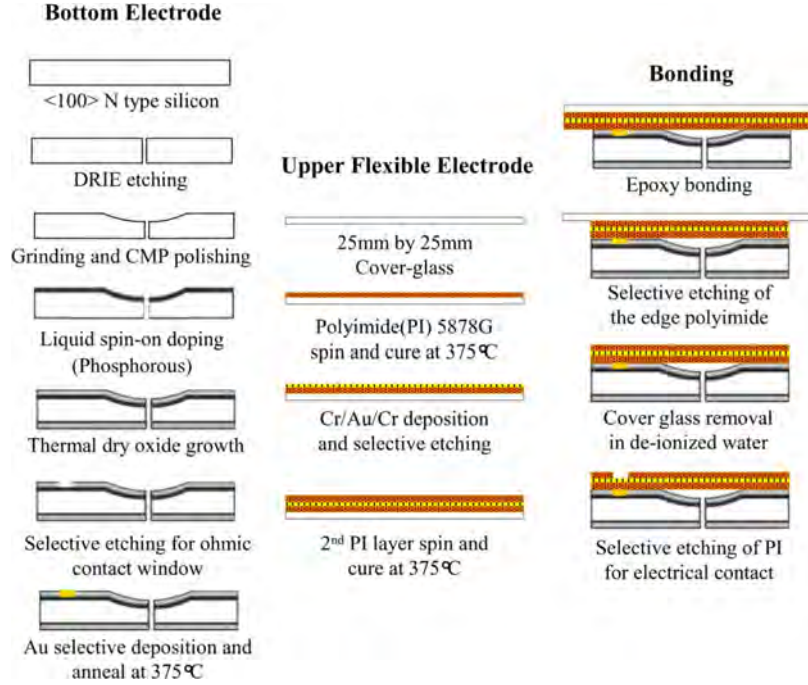 Bottom Electrode
<100> N type silicon
DRIE etching
Grinding and CMP polishing
Liquid spin-on doping
(Phosphorous)
Thermal dry oxide growth
Selective etching for ohmic
contact window
Au selective deposition and
anneal at 375℃
Upper Flexible Electrode
25mm by 25mm
Cover-glass
Polyimide(PI) 5878G
spin and cure at 375℃
Cr/Au/Cr deposition
and selective etching
2nd PI layer spin and
cure at 375℃
Bonding
Epoxy bonding
Selective etching of
the edge polyimide
Cover glass removal
in de-ionized water
Selective etching of PI
for electrical contact